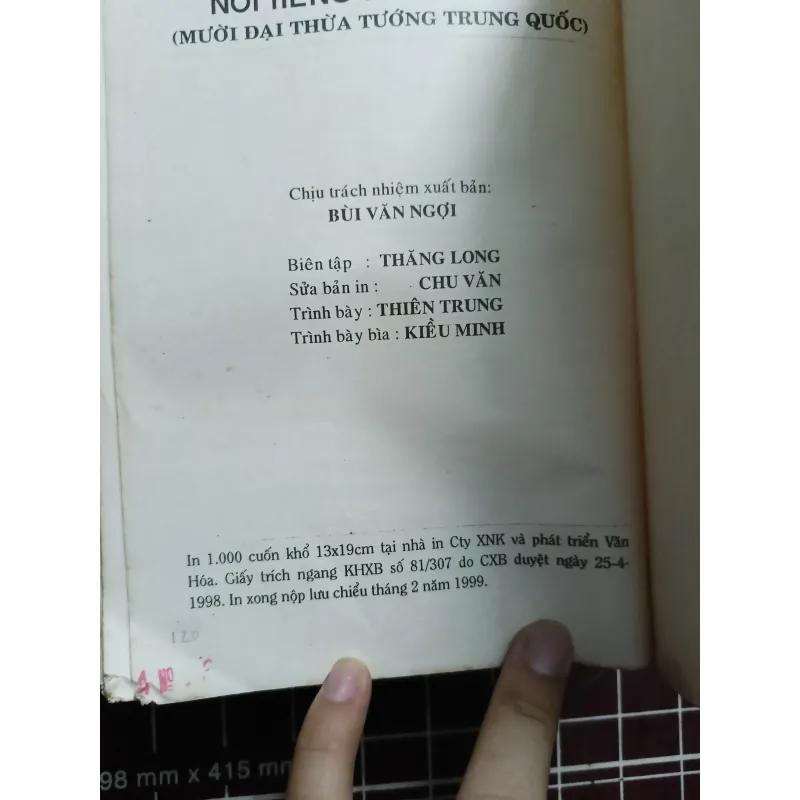 NỔI TIẾNG
(MƯỜI ĐẠI THỪA TƯỚNG TRUNG QUỐC)
Chịu trách nhiệm xuất bản:
BÙI VĂN NGỢI
Biên tập : THĂNG LONG
Sửa bản in : CHU VĂN
Trình bày : THIÊN TRUNG
Trình bày bìa : KIỀU MINH
In 1.000 cuốn khổ 13x19cm tại nhà in Cty XNK và phát triển Văn
Hóa. Giấy trích ngang KHXB số 81/307 do CXB duyệt ngày 25-4-
1998. In xong nộp lưu chiểu tháng 2 năm 1999.
120
98 mm x 415 mm